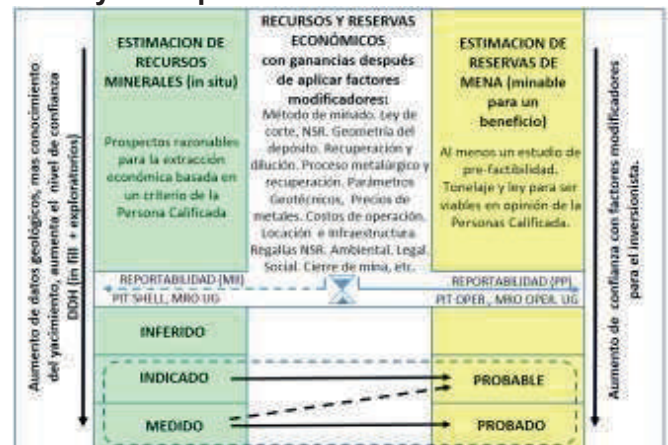 Aumento de datos geológicos, mas conocimiento
del yacimiento, aumenta el nivel de confianza
DDH (in fill + exploratorios)
ESTIMACION DE
RECURSOS
MINERALES (in situ)
Prospectos razonables
para la extracción
económica basada en
un criterio de la
Persona Calificada
RECURSOS Y RESERVAS
ECONÓMICOS
con ganancias después
de aplicar factores
modificadores:
Método de minado. Ley de
corte, NSR. Geometría del
depósito. Recuperación y
dilución. Proceso metalúrgico y
recuperación. Parámetros
Geotécnicos, Precios de
metales. Costos de operación.
Locación e Infraestructura.
Regalías NSR. Ambiental. Legal.
Social. Cierre de mina, etc.
ESTIMACION DE
RESERVAS DE
MENA (minable
para un
beneficio)
Al menos un estudio de
pre-factibilidad.
Tonelaje y ley para ser
viables en opinión de la
Personas Calificada.
Aumento de confianza con factores modificadores
para el inversionista.
REPORTABILIDAD (MII)
PIT SHELL, MRO UG
REPORTABILIDAD (PP)
PIT OPER., MRO OPER. UG
INFERIDO
INDICADO
PROBABLE
MEDIDO
PROBADO